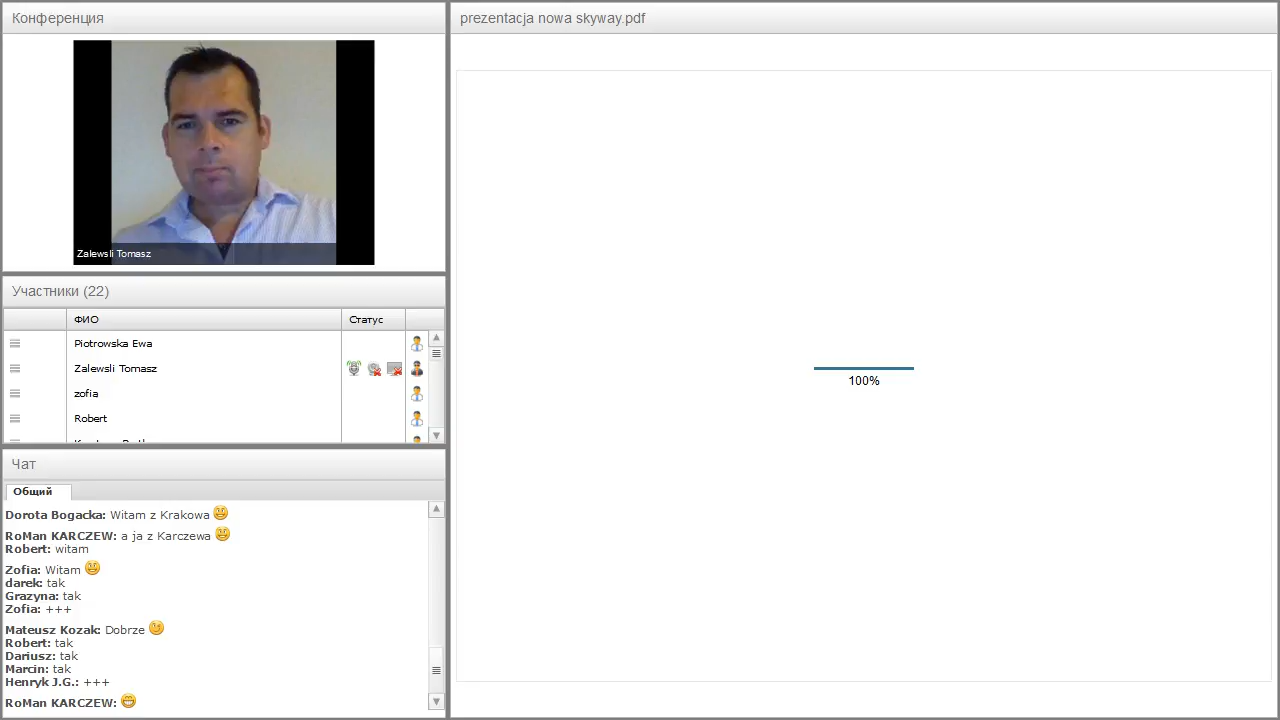 Конференция
prezentacja nowa skyway.pdf
Zalewsli Tomasz
Участники (22)
ФИО
Статус
Piotrowska Ewa
Zalewsli Tomasz
zofia
Robert
100%
Чат
Общий
Dorota Bogacka: Witam z Krakowa
RoMan KARCZEW: a ja z Karczewa
Robert: witam
Zofia: Witam
darek: tak
Grazyna: tak
Zofia: +++
Mateusz Kozak: Dobrze
Robert: tak
Dariusz: tak
Marcin: tak
Henryk J.G.: +++
RoMan KARCZEW: